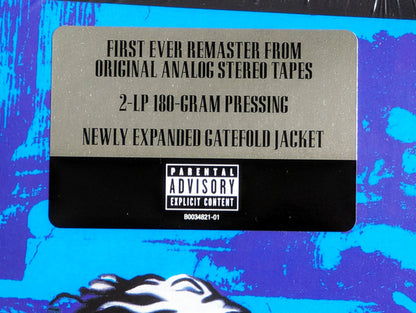 FIRST EVER REMASTER FROM
ORIGINAL ANALOG STEREO TAPES
2-LP 180-GRAM PRESSING
NEWLY EXPANDED GATEFOLD JACKET
PARENTAL
ADVISORY
EXPLICIT CONTENT
B0034821-01